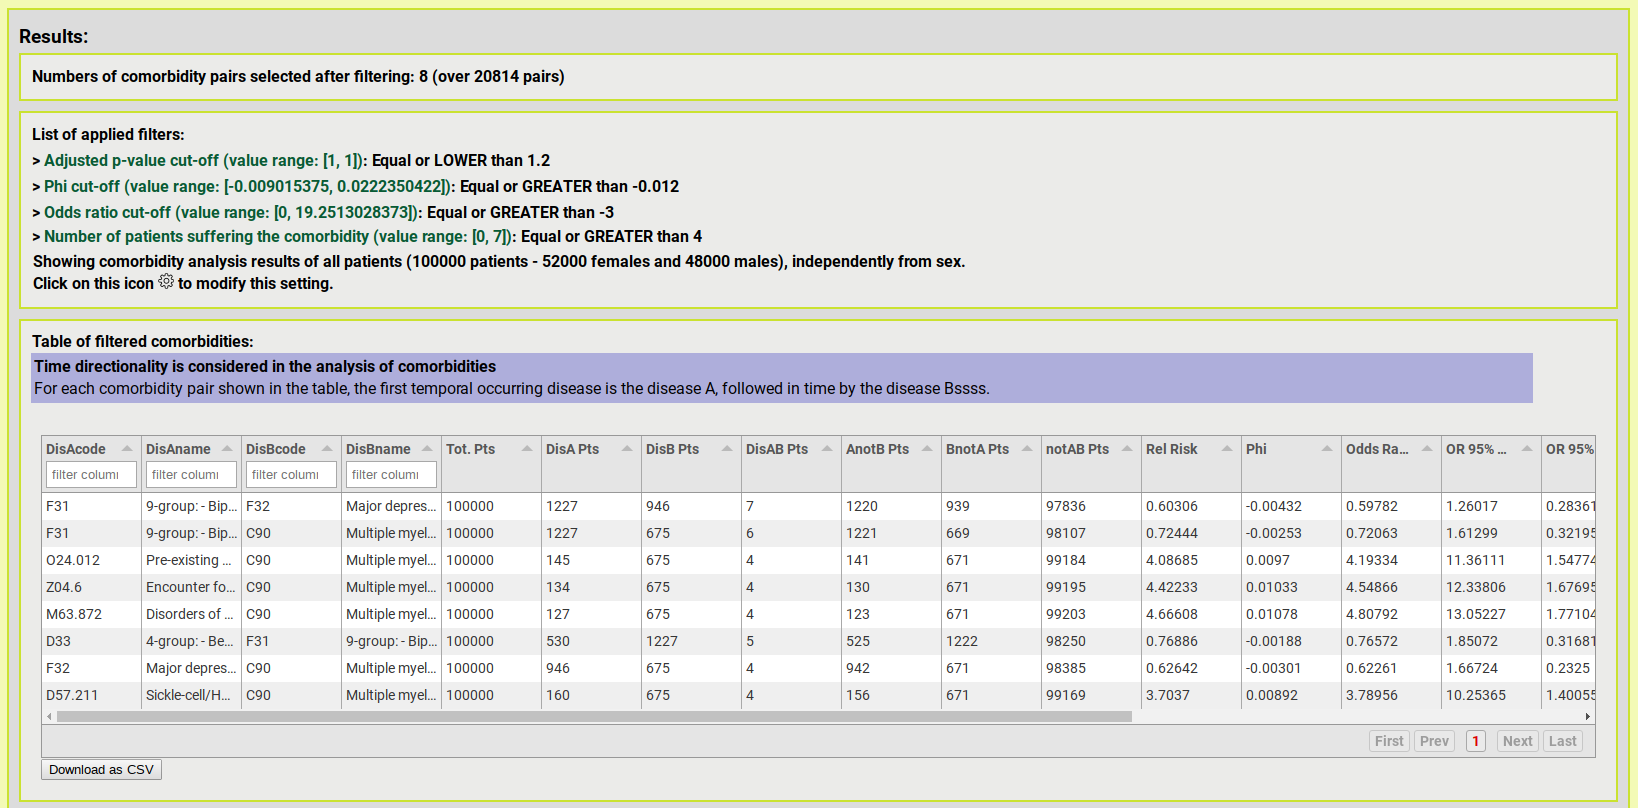 Results:
Numbers of comorbidity pairs selected after filtering: 8 (over 20814 pairs)
List of applied filters:
> Adjusted p-value cut-off (value range: [1, 1]): Equal or LOWER than 1.2
> Phi cut-off (value range: [-0.009015375, 0.0222350422]): Equal or GREATER than -0.012
> Odds ratio cut-off (value range: [0, 19.2513028373]): Equal or GREATER than -3
> Number of patients suffering the comorbidity (value range: [0, 7]): Equal or GREATER than 4
Showing comorbidity analysis results of all patients (100000 patients - 52000 females and 48000 males), independently from sex.
Click on this icon to modify this setting.
Table of filtered comorbidities:
Time directionality is considered in the analysis of comorbidities
For each comorbidity pair shown in the table, the first temporal occurring disease is the disease A, followed in time by the disease Bssss.
DisAcode DisAname DisBcode DisBname Tot. Pts DisA Pts DisB Pts DisAB Pts AnotB Pts BnotA Pts notAB Pts Rel Risk Phi Odds Ra... OR 95% ... OR 95%
filter colum filter colum filter colum filter colum
F31 9-group: - Bip... F32 Major depres... 100000 1227 946 7 1220 939 97836 0.60306 -0.00432 0.59782 1.26017 0.28361
F31 9-group: - Bip... C90 Multiple myel... 100000 1227 675 6 1221 669 98107 0.72444 -0.00253 0.72063 1.61299 0.32195
O24.012 Pre-existing ... C90 Multiple myel... 100000 145 675 4 141 671 99184 4.08685 0.0097 4.19334 11.36111 1.54774
Z04.6 Encounter fo... C90 Multiple myel... 100000 134 675 4 130 671 99195 4.42233 0.01033 4.54866 12.33806 1.67695
M63.872 Disorders of ... C90 Multiple myel... 100000 127 675 4 123 671 99203 4.66608 0.01078 4.80792 13.05227 1.77104
D33 4-group: - Be... F31 9-group: - Bip... 100000 530 1227 5 525 1222 98250 0.76886 -0.00188 0.76572 1.85072 0.31681
F32 Major depres... C90 Multiple myel... 100000 946 675 4 942 671 98385 0.62642 -0.00301 0.62261 1.66724 0.2325
D57.211 Sickle-cell/H... C90 Multiple myel... 100000 160 675 4 156 671 99169 3.7037 0.00892 3.78956 10.25365 1.40055
First Prev 1 Next Last
Download as CSV